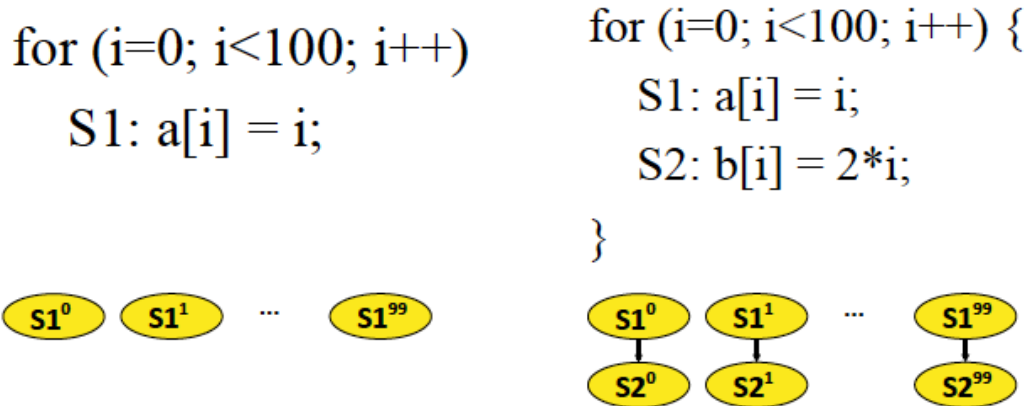 for (i=0; i<100; i++)
S1: a[i] = i;
for (i=0; i<100; i++) {
S1: a[i] = i;
S2: b[i] = 2*i;
}
S1⁰ S1¹ ... S1⁹⁹
S1⁰ S1¹ ... S1⁹⁹
S2⁰ S2¹ S2⁹⁹